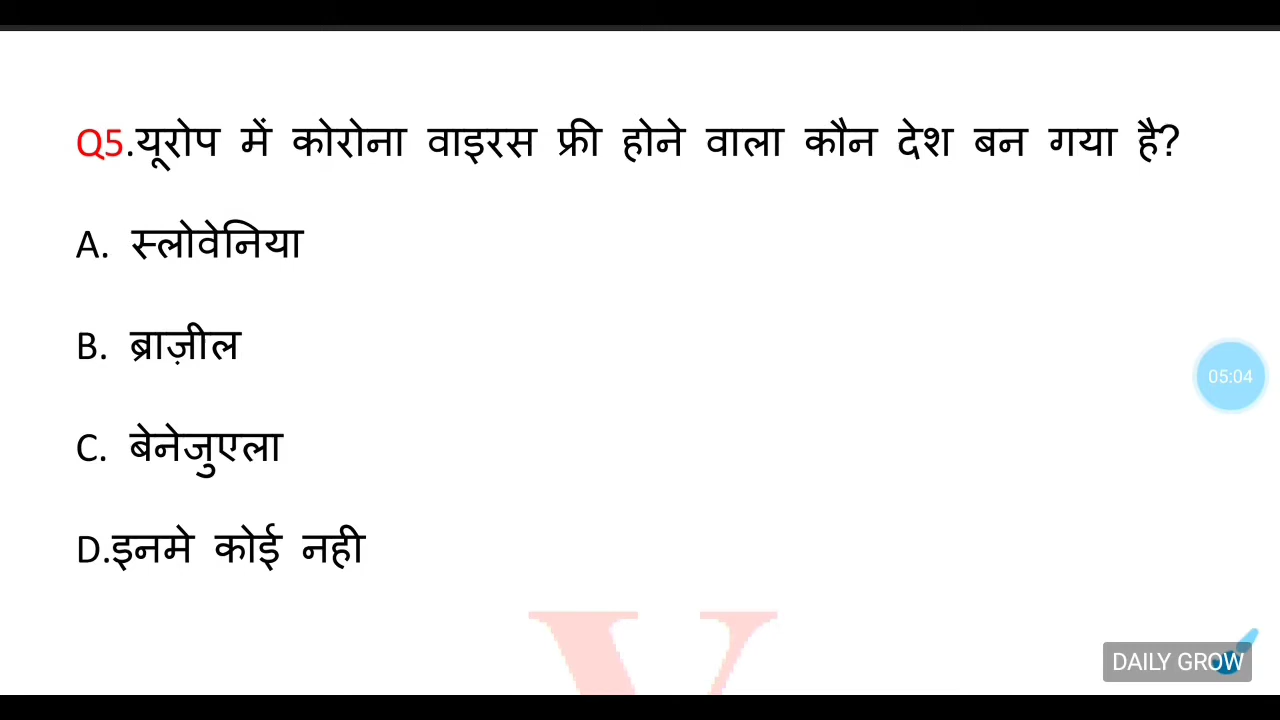 Q5.यूरोप में कोरोना वाइरस फ्री होने वाला कौन देश बन गया है?
A. स्लोवेनिया
B. ब्राज़ील
05:04
C. बेनेजुएला
D.इनमे कोई नही
V
DAILY GROW